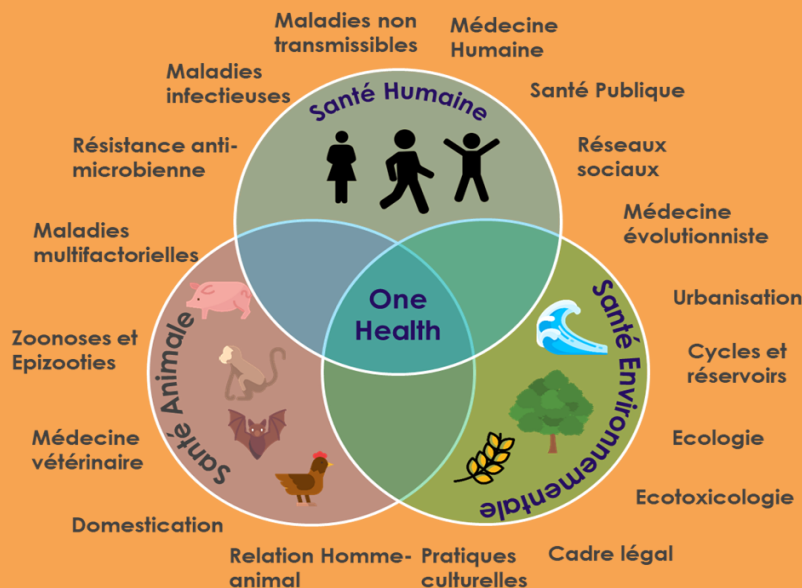 Maladies non
transmissibles
Médecine
Humaine
Maladies
infectieuses
Santé Humaine
Santé Publique
Résistance anti-
microbienne
Réseaux
sociaux
Maladies
multifactorielles
Médecine
évolutionniste
One
Health
Urbanisation
Zoonoses et
Epizooties
Santé Animale
Santé Environnementale
Cycles et
réservoirs
Médecine
vétérinaire
Ecologie
Domestication
Ecotoxicologie
Relation Homme-
animal
Pratiques
culturelles
Cadre légal